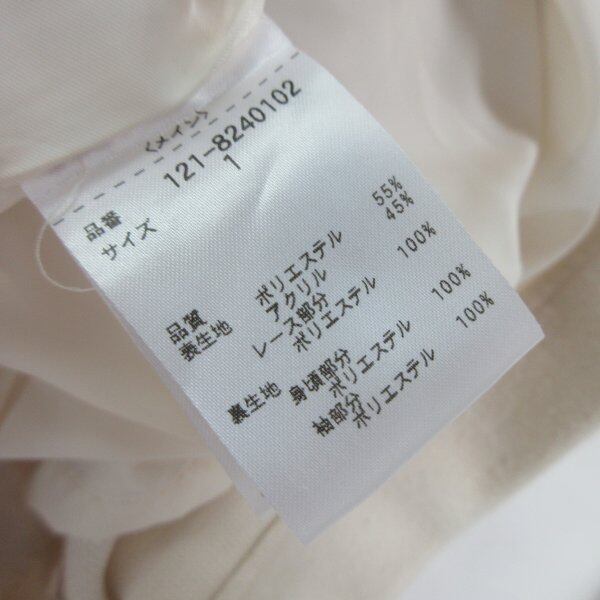 〈メイン〉
品番 121-8240102
サイズ 1
品質
表生地 ポリエステル 55%
アクリル 45%
レース部分
ポリエステル 100%
裏生地 身頃部分
ポリエステル 100%
袖部分
ポリエステル 100%